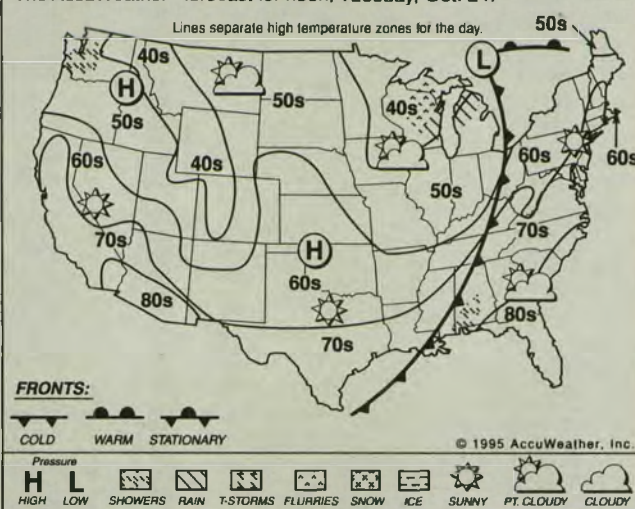 The AccuWeather® forecast for noon, Tuesday, Oct. 24.
Lines separate high temperature zones for the day.
50s
L
40s
H
50s
50s
40s
60s
40s
50s
60s
60s
70s
70s
H
60s
80s
80s
70s
FRONTS:
COLD WARM STATIONARY
© 1995 AccuWeather, Inc.
Pressure
H L
HIGH LOW SHOWERS RAIN T-STORMS FLURRIES SNOW ICE SUNNY PT. CLOUDY CLOUDY